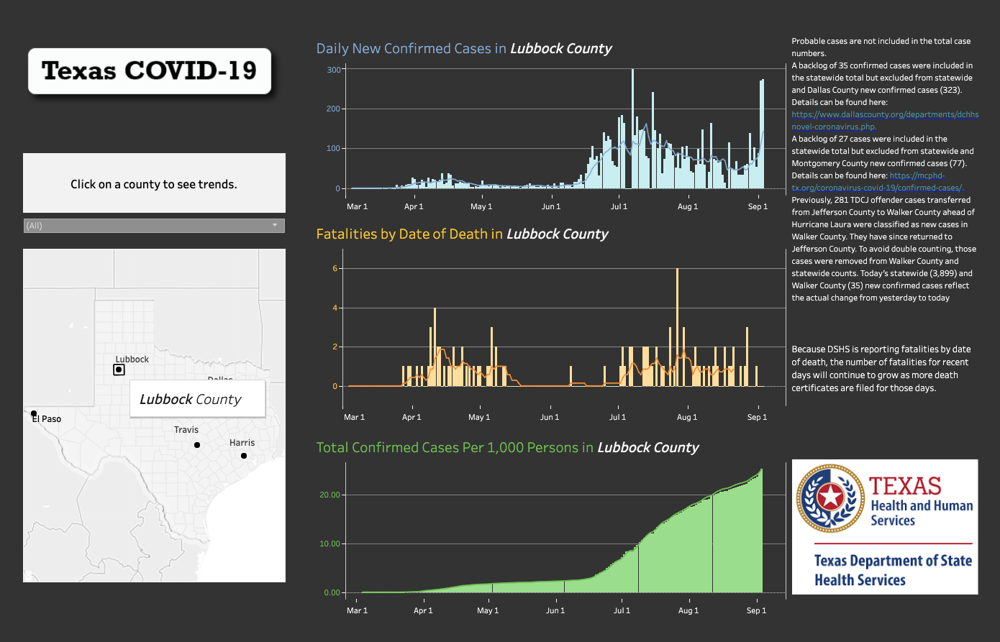 Texas COVID-19
Click on a county to see trends.
(All)
Lubbock
Dallas
Lubbock County
El Paso
Travis
Harris
Daily New Confirmed Cases in Lubbock County
300
200
100
0
Mar 1 Apr 1 May 1 Jun 1 Jul 1 Aug 1 Sep 1
Fatalities by Date of Death in Lubbock County
6
4
2
0
Mar 1 Apr 1 May 1 Jun 1 Jul 1 Aug 1 Sep 1
Total Confirmed Cases Per 1,000 Persons in Lubbock County
20.00
10.00
0.00
Mar 1 Apr 1 May 1 Jun 1 Jul 1 Aug 1 Sep 1
Probable cases are not included in the total case
numbers.
A backlog of 35 confirmed cases were included in
the statewide total but excluded from statewide
and Dallas County new confirmed cases (323).
Details can be found here:
https://www.dallascounty.org/departments/dchhs
novel-coronavirus.php.
A backlog of 27 cases were included in the
statewide total but excluded from statewide and
Montgomery County new confirmed cases (77).
Details can be found here: https://mcphd-
tx.org/coronavirus-covid-19/confirmed-cases/.
Previously, 281 TDCJ offender cases transferred
from Jefferson County to Walker County ahead of
Hurricane Laura were classified as new cases in
Walker County. They have since returned to
Jefferson County. To avoid double counting, those
cases were removed from Walker County and
statewide counts. Today's statewide (3,899) and
Walker County (35) new confirmed cases reflect
the actual change from yesterday to today
Because DSHS is reporting fatalities by date
of death, the number of fatalities for recent
days will continue to grow as more death
certificates are filed for those days.
TEXAS
Health and Human
Services
Texas Department of State
Health Services